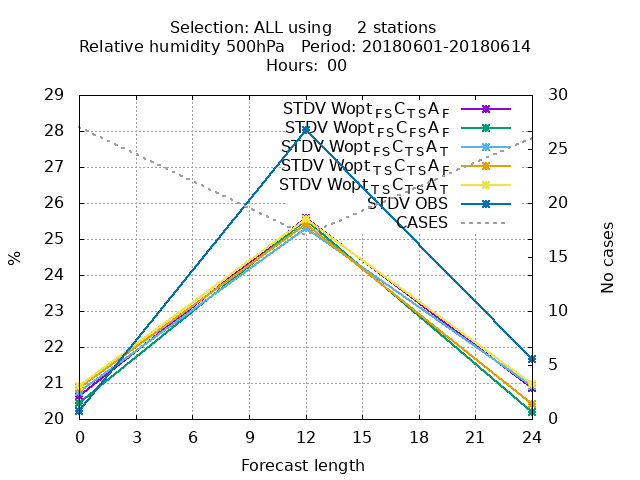 Selection: ALL using 2 stations
Relative humidity 500hPa Period: 20180601-20180614
Hours: 00
STDV Wopt FS C TS A F
STDV Wopt FS C FS A F
STDV Wopt FS C TS A T
STDV Wopt TS C TS A F
STDV Wopt TS C TS A T
STDV OBS
CASES
%
29
28
27
26
25
24
23
22
21
20
No cases
30
25
20
15
10
5
0
0 3 6 9 12 15 18 21 24
Forecast length